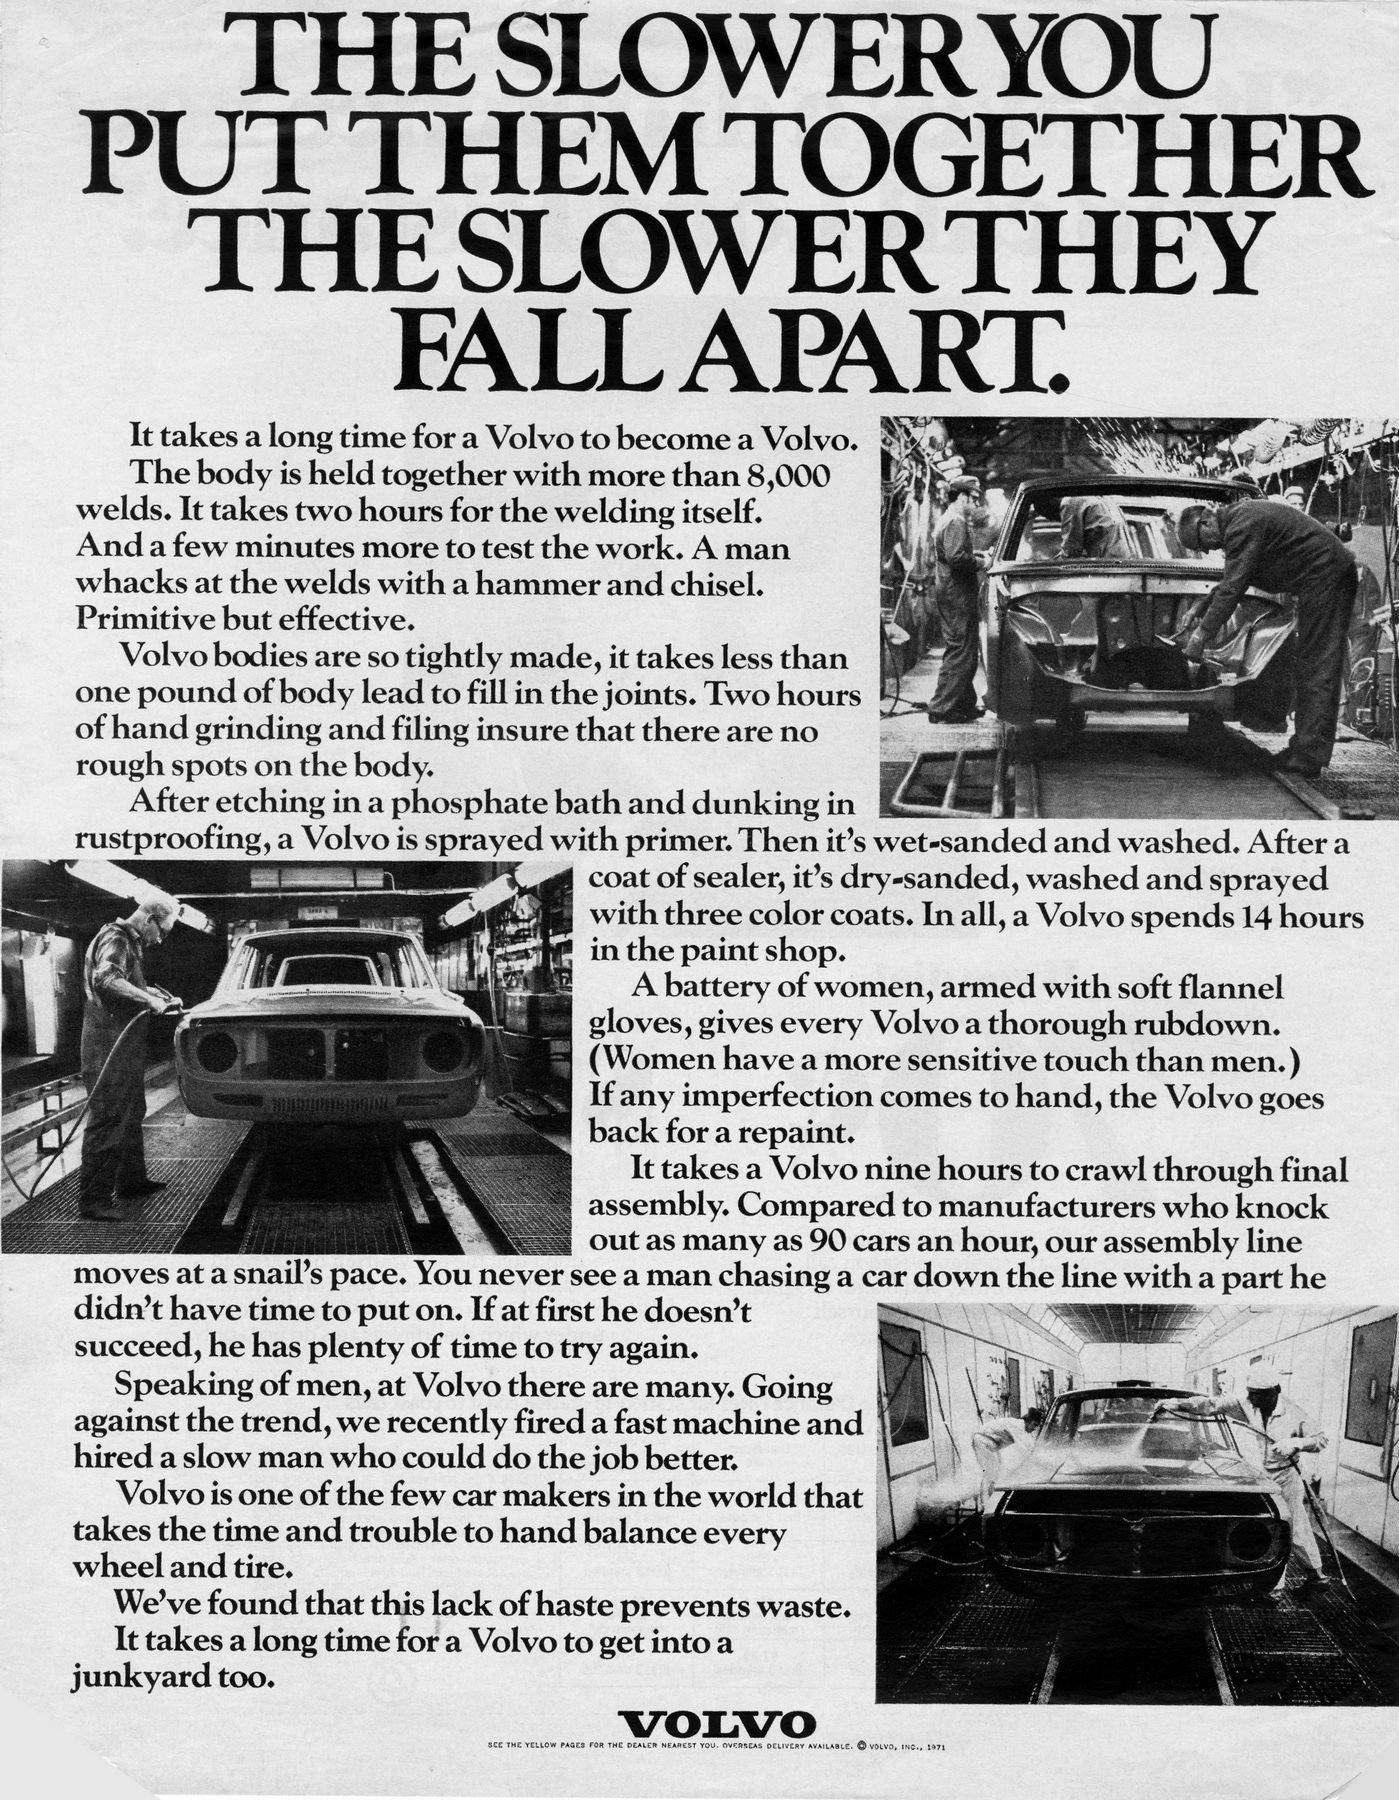 THE SLOWER YOU
PUT THEM TOGETHER
THE SLOWER THEY
FALL APART.
It takes a long time for a Volvo to become a Volvo.
The body is held together with more than 8,000
welds. It takes two hours for the welding itself.
And a few minutes more to test the work. A man
whacks at the welds with a hammer and chisel.
Primitive but effective.
Volvo bodies are so tightly made, it takes less than
one pound of body lead to fill in the joints. Two hours
of hand grinding and filing insure that there are no
rough spots on the body.
After etching in a phosphate bath and dunking in
rustproofing, a Volvo is sprayed with primer. Then it's wet-sanded and washed. After a
coat of sealer, it's dry-sanded, washed and sprayed
with three color coats. In all, a Volvo spends 14 hours
in the paint shop.
A battery of women, armed with soft flannel
gloves, gives every Volvo a thorough rubdown.
(Women have a more sensitive touch than men.)
If any imperfection comes to hand, the Volvo goes
back for a repaint.
It takes a Volvo nine hours to crawl through final
assembly. Compared to manufacturers who knock
out as many as 90 cars an hour, our assembly line
moves at a snail's pace. You never see a man chasing a car down the line with a part he
didn't have time to put on. If at first he doesn't
succeed, he has plenty of time to try again.
Speaking of men, at Volvo there are many. Going
against the trend, we recently fired a fast machine and
hired a slow man who could do the job better.
Volvo is one of the few car makers in the world that
takes the time and trouble to hand balance every
wheel and tire.
We've found that this lack of haste prevents waste.
It takes a long time for a Volvo to get into a
junkyard too.
VOLVO
SEE THE YELLOW PAGES FOR THE DEALER NEAREST YOU. OVERSEAS DELIVERY AVAILABLE. © VOLVO, INC., 1971